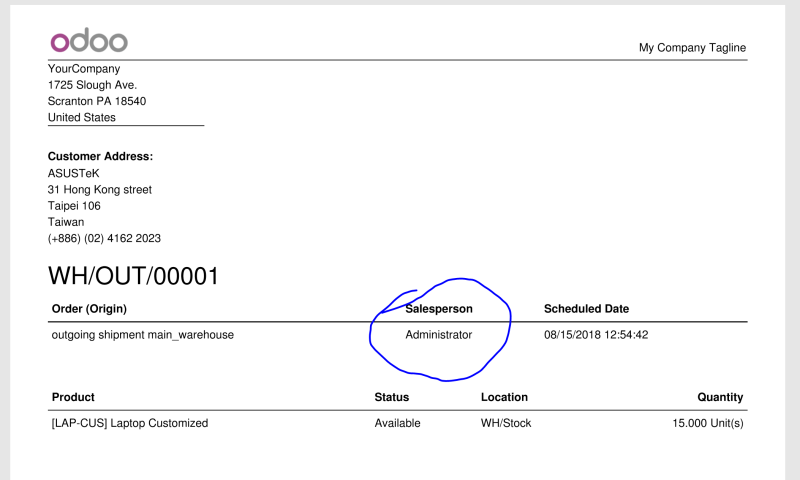 odoo
My Company Tagline
YourCompany
1725 Slough Ave.
Scranton PA 18540
United States
Customer Address:
ASUSTeK
31 Hong Kong street
Taipei 106
Taiwan
(+886) (02) 4162 2023
WH/OUT/00001
Order (Origin) Salesperson Scheduled Date
outgoing shipment main_warehouse Administrator 08/15/2018 12:54:42
Product Status Location Quantity
[LAP-CUS] Laptop Customized Available WH/Stock 15.000 Unit(s)